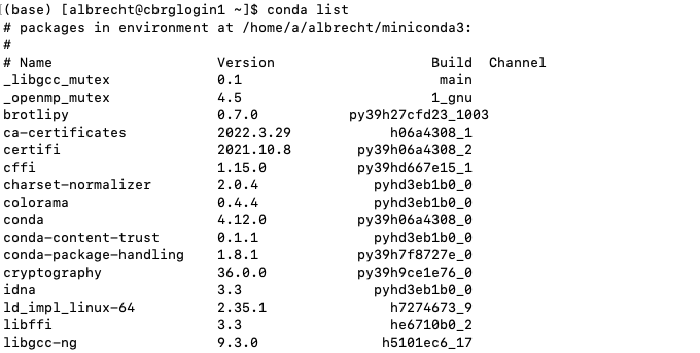 (base) [albrecht@cbrglogin1 ~]$ conda list
# packages in environment at /home/a/albrecht/miniconda3:
#
# Name                    Version                   Build  Channel
_libgcc_mutex             0.1                        main
_openmp_mutex             4.5                       1_gnu
brotlipy                  0.7.0           py39h27cfd23_1003
ca-certificates           2022.3.29            h06a4308_1
certifi                   2021.10.8        py39h06a4308_2
cffi                      1.15.0           py39hd667e15_1
charset-normalizer        2.0.4              pyhd3eb1b0_0
colorama                  0.4.4              pyhd3eb1b0_0
conda                     4.12.0           py39h06a4308_0
conda-content-trust       0.1.1              pyhd3eb1b0_0
conda-package-handling    1.8.1            py39h7f8727e_0
cryptography              36.0.0           py39h9ce1e76_0
idna                      3.3                pyhd3eb1b0_0
ld_impl_linux-64          2.35.1               h7274673_9
libffi                    3.3                  he6710b0_2
libgcc-ng                 9.3.0               h5101ec6_17